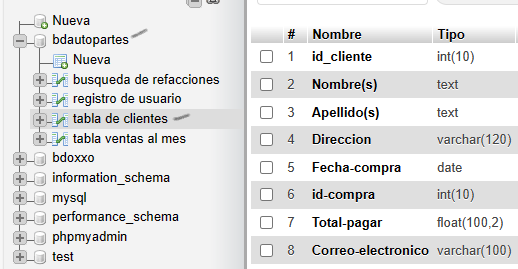 Nueva
bdautopartes
Nueva
busqueda de refacciones
registro de usuario
tabla de clientes
tabla ventas al mes
bdoxxo
information_schema
mysql
performance_schema
phpmyadmin
test
# Nombre Tipo
1 id_cliente int(10)
2 Nombre(s) text
3 Apellido(s) text
4 Direccion varchar(120)
5 Fecha-compra date
6 id-compra int(10)
7 Total-pagar float(100,2)
8 Correo-electronico varchar(100)